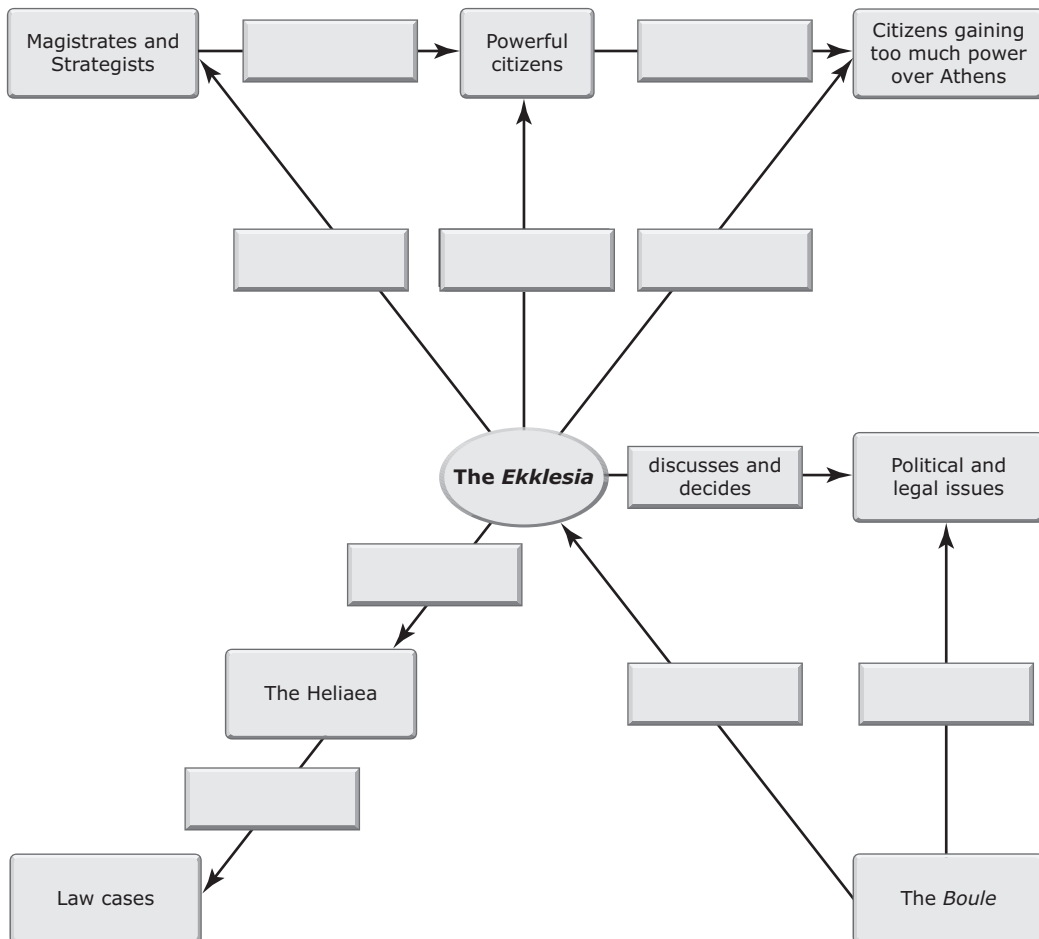 Magistrates and
Strategists
Powerful
citizens
Citizens gaining
too much power
over Athens
The Ekklesia
discusses and
decides
Political and
legal issues
The Heliaea
Law cases
The Boule